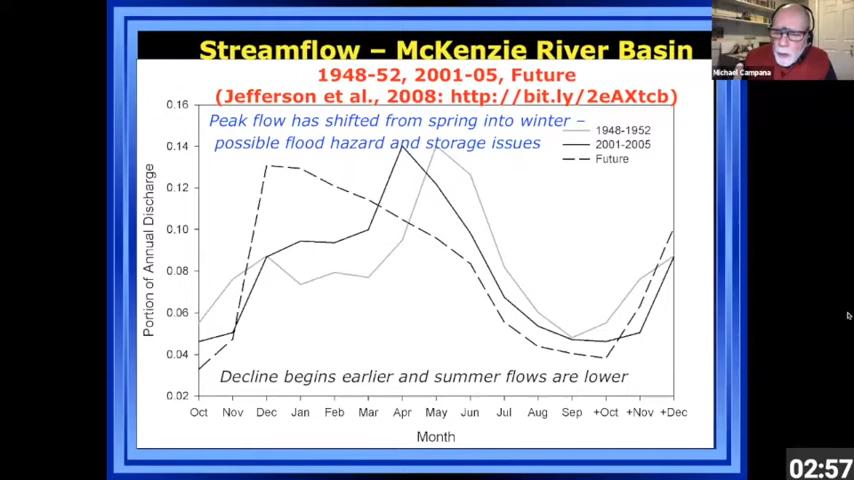 Streamflow – McKenzie River Basin
1948-52, 2001-05, Future
(Jefferson et al., 2008: http://bit.ly/2eAXtcb)
Michael Campana
Peak flow has shifted from spring into winter –
possible flood hazard and storage issues
1948-1952
2001-2005
Future
Portion of Annual Discharge
0.16
0.14
0.12
0.10
0.08
0.06
0.04
0.02
Decline begins earlier and summer flows are lower
Oct Nov Dec Jan Feb Mar Apr May Jun Jul Aug Sep +Oct +Nov +Dec
Month
02:57